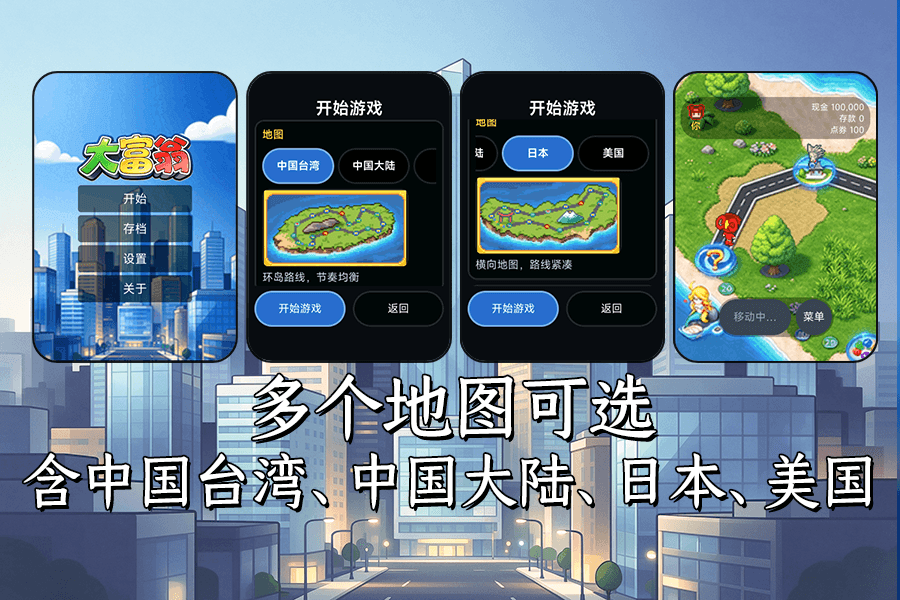 大富翁
开始
存档
设置
关于
开始游戏
地图
中国台湾
中国大陆
环岛路线，节奏均衡
开始游戏
返回
开始游戏
地图
陆
日本
美国
横向地图，路线紧凑
开始游戏
返回
现金 100,000
存款 0
点券 100
你
移动中...
菜单
多个地图可选
含中国台湾、中国大陆、日本、美国